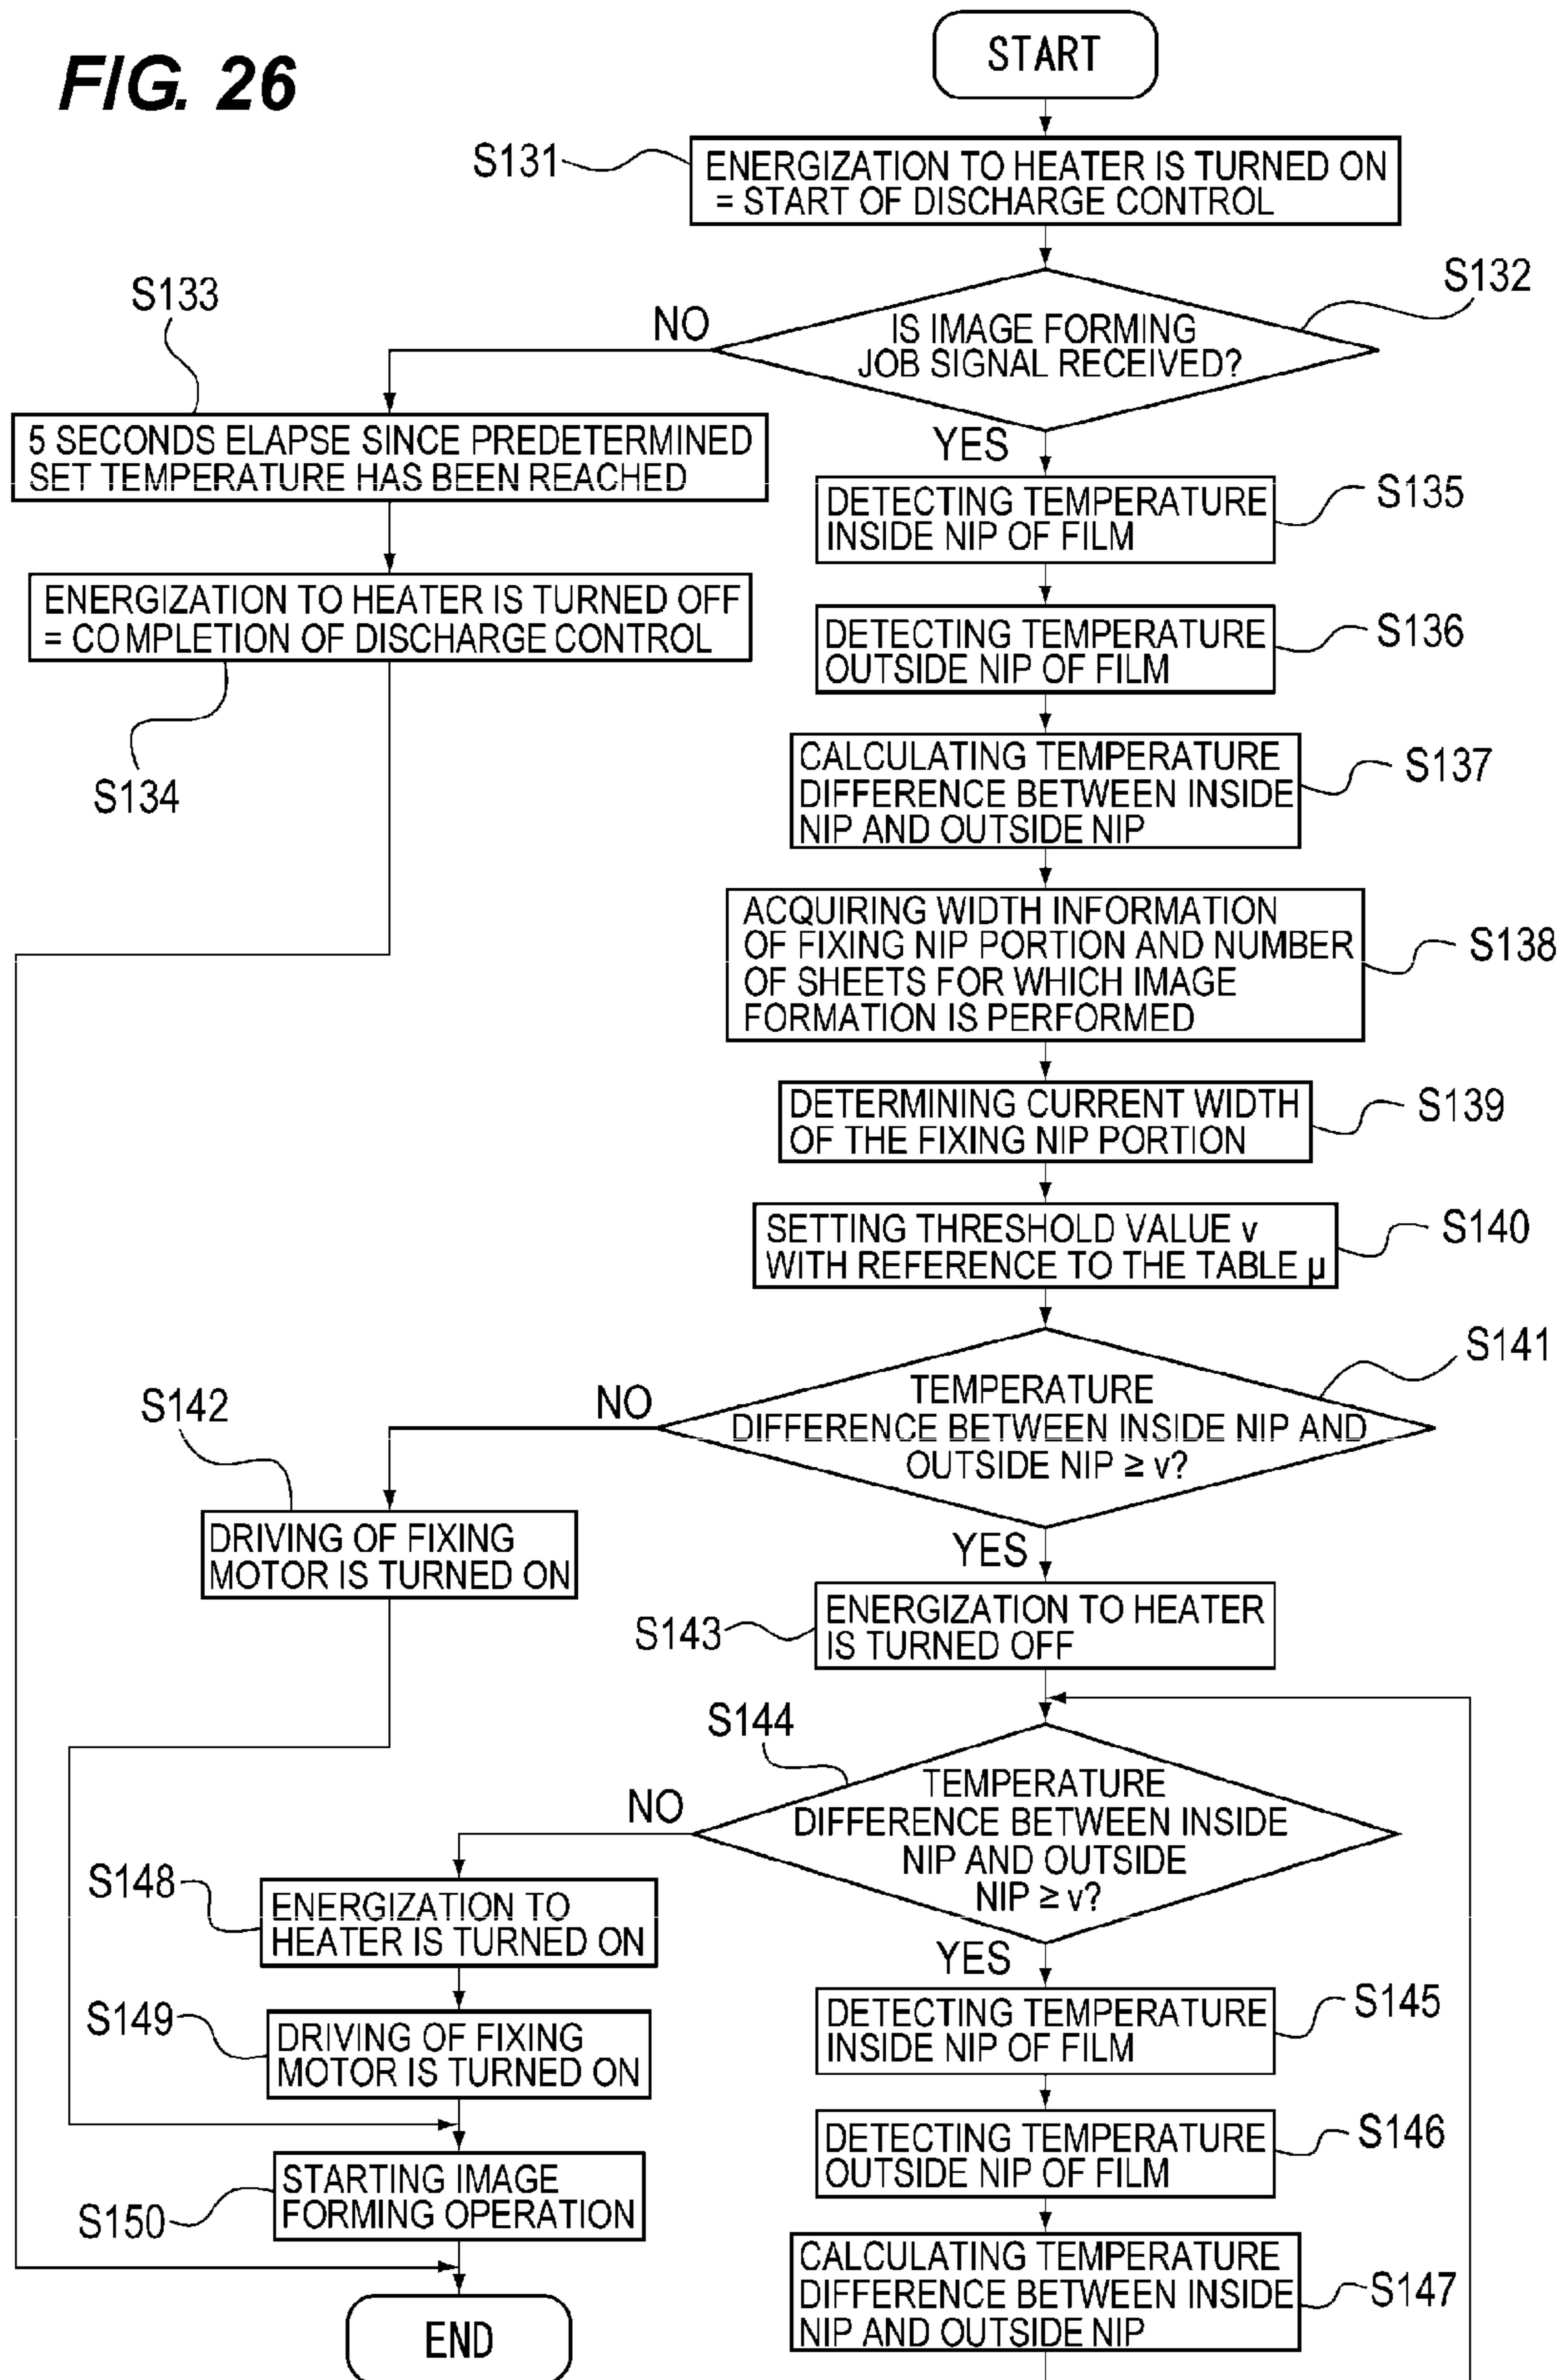 FIG. 26
START
S131
ENERGIZATION TO HEATER IS TURNED ON
= START OF DISCHARGE CONTROL
S132
IS IMAGE FORMING
JOB SIGNAL RECEIVED?
NO
YES
S133
5 SECONDS ELAPSE SINCE PREDETERMINED
SET TEMPERATURE HAS BEEN REACHED
ENERGIZATION TO HEATER IS TURNED OFF
= COMPLETION OF DISCHARGE CONTROL
S134
DETECTING TEMPERATURE
INSIDE NIP OF FILM
S135
DETECTING TEMPERATURE
OUTSIDE NIP OF FILM
S136
CALCULATING TEMPERATURE
DIFFERENCE BETWEEN INSIDE
NIP AND OUTSIDE NIP
S137
ACQUIRING WIDTH INFORMATION
OF FIXING NIP PORTION AND NUMBER
OF SHEETS FOR WHICH IMAGE
FORMATION IS PERFORMED
S138
DETERMINING CURRENT WIDTH
OF THE FIXING NIP PORTION
S139
SETTING THRESHOLD VALUE ν
WITH REFERENCE TO THE TABLE μ
S140
S141
TEMPERATURE
DIFFERENCE BETWEEN INSIDE NIP AND
OUTSIDE NIP ≥ ν?
NO
YES
S142
DRIVING OF FIXING
MOTOR IS TURNED ON
S143
ENERGIZATION TO HEATER
IS TURNED OFF
S144
TEMPERATURE
DIFFERENCE BETWEEN INSIDE
NIP AND OUTSIDE
NIP ≥ ν?
NO
YES
S148
ENERGIZATION TO
HEATER IS TURNED ON
S149
DRIVING OF FIXING
MOTOR IS TURNED ON
S150
STARTING IMAGE
FORMING OPERATION
END
DETECTING TEMPERATURE
INSIDE NIP OF FILM
S145
DETECTING TEMPERATURE
OUTSIDE NIP OF FILM
S146
CALCULATING TEMPERATURE
DIFFERENCE BETWEEN INSIDE
NIP AND OUTSIDE NIP
S147